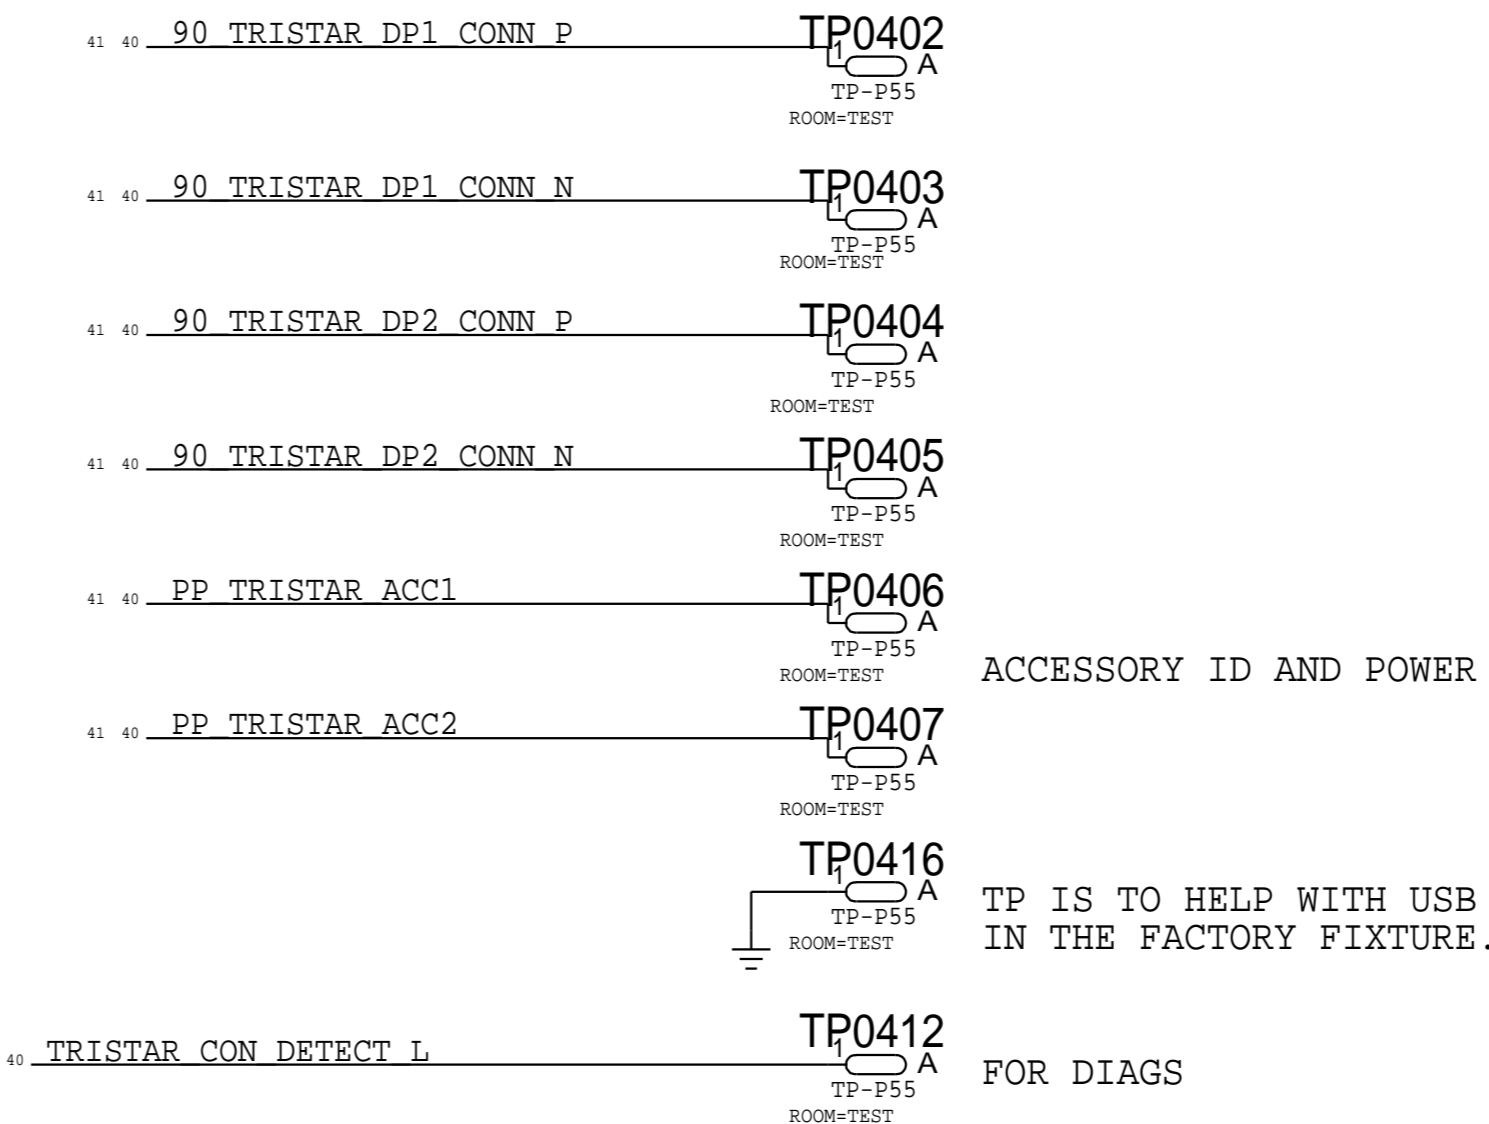 41 40 90_TRISTAR_DP1_CONN_P TP0402
1 A
TP-P55
ROOM=TEST
41 40 90_TRISTAR_DP1_CONN_N TP0403
1 A
TP-P55
ROOM=TEST
41 40 90_TRISTAR_DP2_CONN_P TP0404
1 A
TP-P55
ROOM=TEST
41 40 90_TRISTAR_DP2_CONN_N TP0405
1 A
TP-P55
ROOM=TEST
41 40 PP_TRISTAR_ACC1 TP0406
1 A
TP-P55
ROOM=TEST
ACCESSORY ID AND POWER
41 40 PP_TRISTAR_ACC2 TP0407
1 A
TP-P55
ROOM=TEST
TP0416
1 A
TP-P55
ROOM=TEST
TP IS TO HELP WITH USB
IN THE FACTORY FIXTURE.
40 TRISTAR_CON_DETECT_L TP0412
1 A
TP-P55
ROOM=TEST
FOR DIAGS